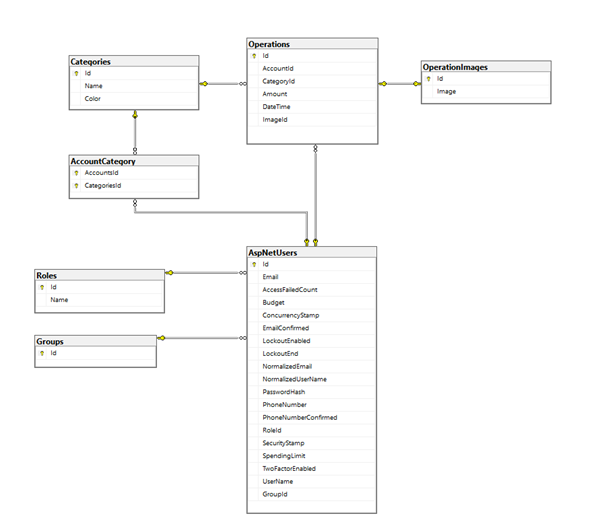 Categories
Id
Name
Color
Operations
Id
AccountId
CategoryId
Amount
DateTime
ImageId
OperationImages
Id
Image
AccountCategory
AccountsId
CategoriesId
AspNetUsers
Id
Email
AccessFailedCount
Budget
ConcurrencyStamp
EmailConfirmed
LockoutEnabled
LockoutEnd
NormalizedEmail
NormalizedUserName
PasswordHash
PhoneNumber
PhoneNumberConfirmed
RoleId
SecurityStamp
SpendingLimit
TwoFactorEnabled
UserName
GroupId
Roles
Id
Name
Groups
Id